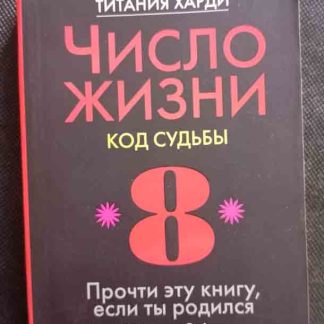 ТИТАНИЯ ХАРДИ
ЧИСЛО
ЖИЗНИ
КОД СУДЬБЫ
*8*
Прочти эту книгу,
если ты родился